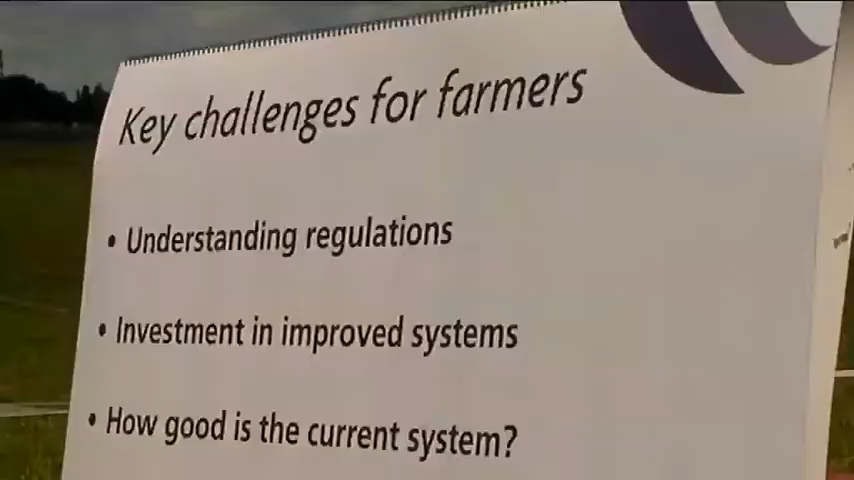 Key challenges for farmers
• Understanding regulations
• Investment in improved systems
• How good is the current system?